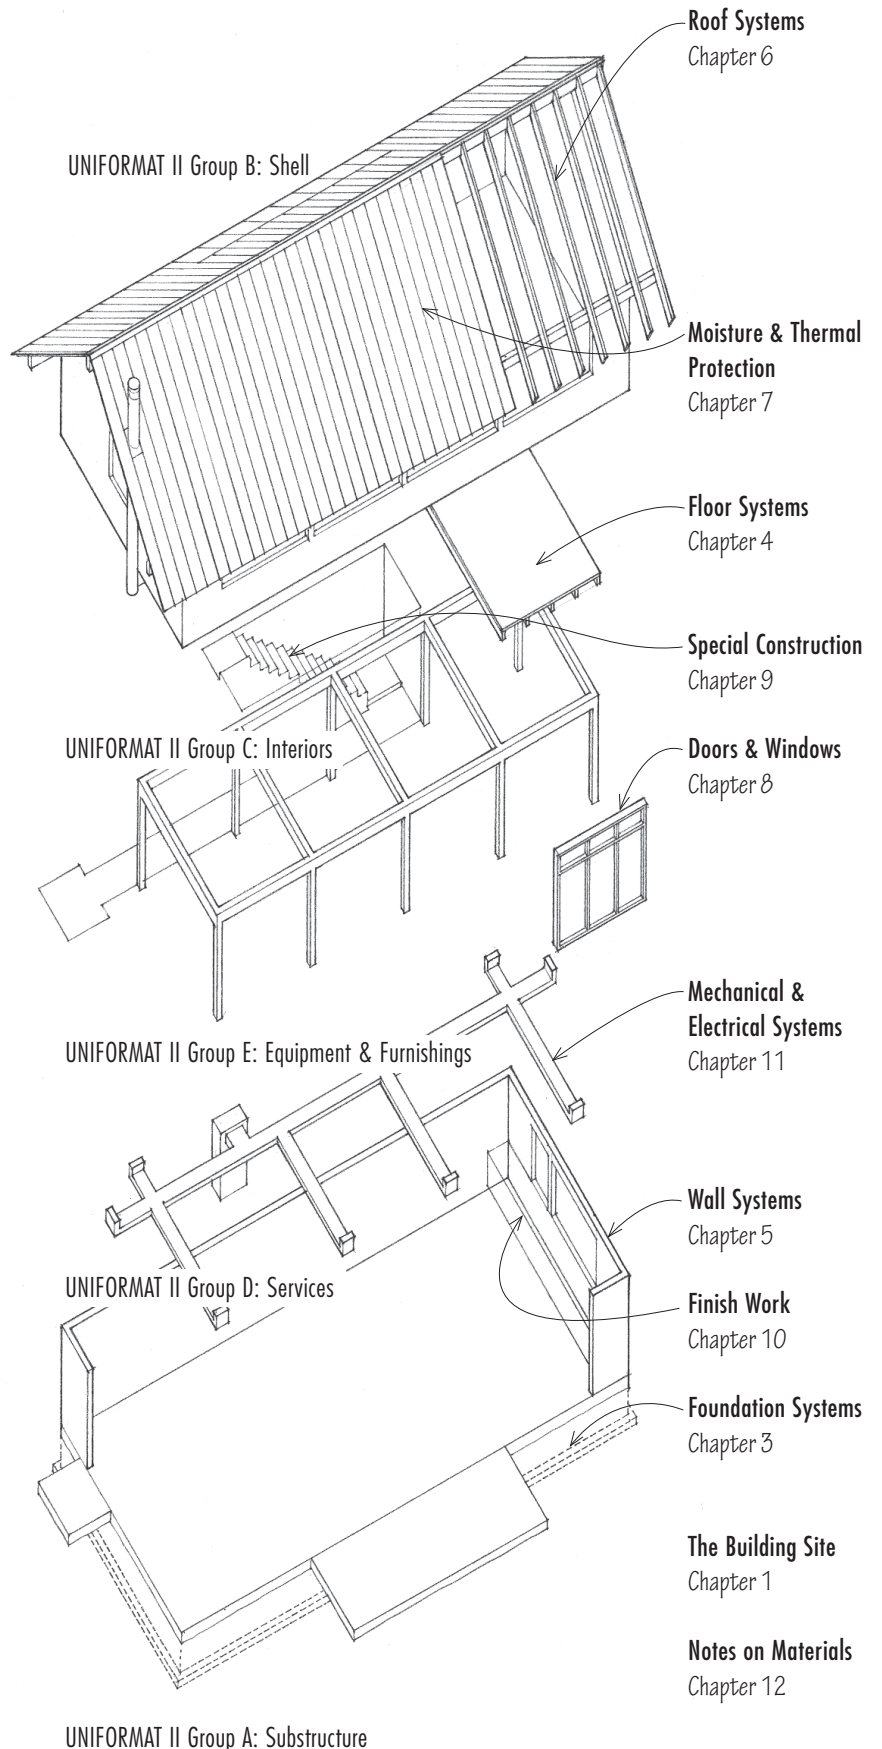 Roof Systems
Chapter 6
UNIFORMAT II Group B: Shell
Moisture & Thermal
Protection
Chapter 7
Floor Systems
Chapter 4
Special Construction
Chapter 9
UNIFORMAT II Group C: Interiors
Doors & Windows
Chapter 8
Mechanical &
Electrical Systems
Chapter 11
UNIFORMAT II Group E: Equipment & Furnishings
Wall Systems
Chapter 5
UNIFORMAT II Group D: Services
Finish Work
Chapter 10
Foundation Systems
Chapter 3
The Building Site
Chapter 1
Notes on Materials
Chapter 12
UNIFORMAT II Group A: Substructure